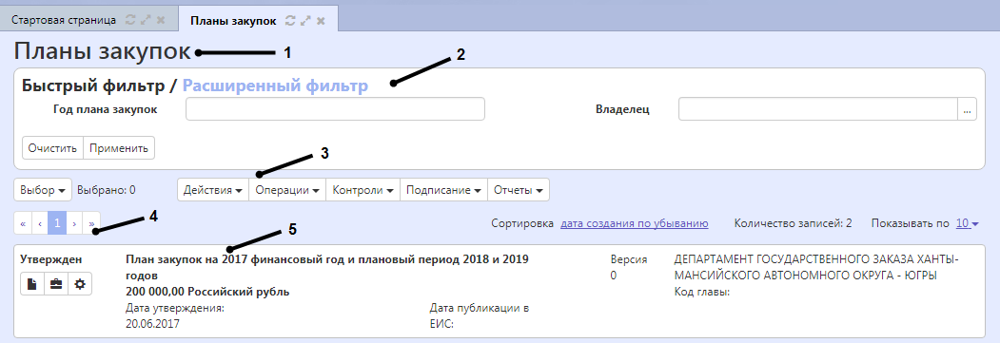 Стартовая страница Планы закупок
Планы закупок 1
2
Быстрый фильтр / Расширенный фильтр
Год плана закупок Владелец ...
Очистить Применить
3
Выбор Выбрано: 0 Действия Операции Контроли Подписание Отчеты
4
« ‹ 1 › » Сортировка дата создания по убыванию Количество записей: 2 Показывать по 10
5
Утвержден План закупок на 2017 финансовый год и плановый период 2018 и 2019 Версия ДЕПАРТАМЕНТ ГОСУДАРСТВЕННОГО ЗАКАЗА ХАНТЫ-
годов 0 МАНСИЙСКОГО АВТОНОМНОГО ОКРУГА - ЮГРЫ
200 000,00 Российский рубль Код главы:
Дата утверждения: Дата публикации в
20.06.2017 ЕИС: